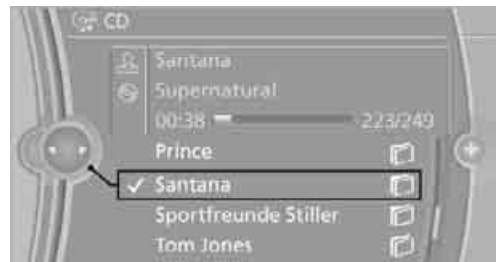 CD
Santana
Supernatural
00:38 223/249
Prince
✓ Santana
Sportfreunde Stiller
Tom Jones